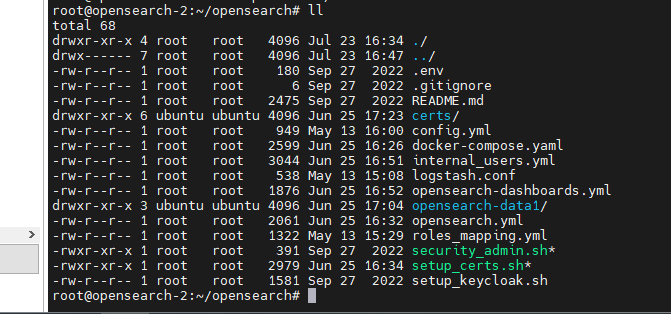 root@opensearch-2:~/opensearch# ll
total 68
drwxr-xr-x 4 root   root   4096 Jul 23 16:34 ./
drwx------ 7 root   root   4096 Jul 23 16:47 ../
-rw-r--r-- 1 root   root    180 Sep 27  2022 .env
-rw-r--r-- 1 root   root      6 Sep 27  2022 .gitignore
-rw-r--r-- 1 root   root   2475 Sep 27  2022 README.md
drwxr-xr-x 6 ubuntu ubuntu 4096 Jun 25 17:23 certs/
-rw-r--r-- 1 root   root    949 May 13 16:00 config.yml
-rw-r--r-- 1 root   root   2599 Jun 25 16:26 docker-compose.yaml
-rw-r--r-- 1 root   root   3044 Jun 25 16:51 internal_users.yml
-rw-r--r-- 1 root   root    538 May 13 15:08 logstash.conf
-rw-r--r-- 1 root   root   1876 Jun 25 16:52 opensearch-dashboards.yml
drwxr-xr-x 3 ubuntu ubuntu 4096 Jun 25 17:04 opensearch-data1/
-rw-r--r-- 1 root   root   2061 Jun 25 16:32 opensearch.yml
-rw-r--r-- 1 root   root   1322 May 13 15:29 roles_mapping.yml
-rwxr-xr-x 1 root   root    391 Sep 27  2022 security_admin.sh*
-rwxr-xr-x 1 root   root   2979 Jun 25 16:34 setup_certs.sh*
-rw-r--r-- 1 root   root   1581 Sep 27  2022 setup_keycloak.sh
root@opensearch-2:~/opensearch#